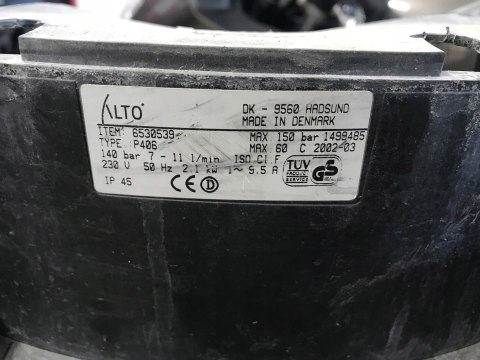 ALTO
DK - 9560 HADSUND
MADE IN DENMARK
ITEM: 6530539
TYPE : P406
MAX 150 bar 1499485
MAX 60 C 2002-03
140 bar 7 - 11 l/min ISO Cl.F
230 V 50 Hz 2.1 kW 1~ 9.5 A
IP 45
CE D
TÜV
PRODUCT
SERVICE
GS